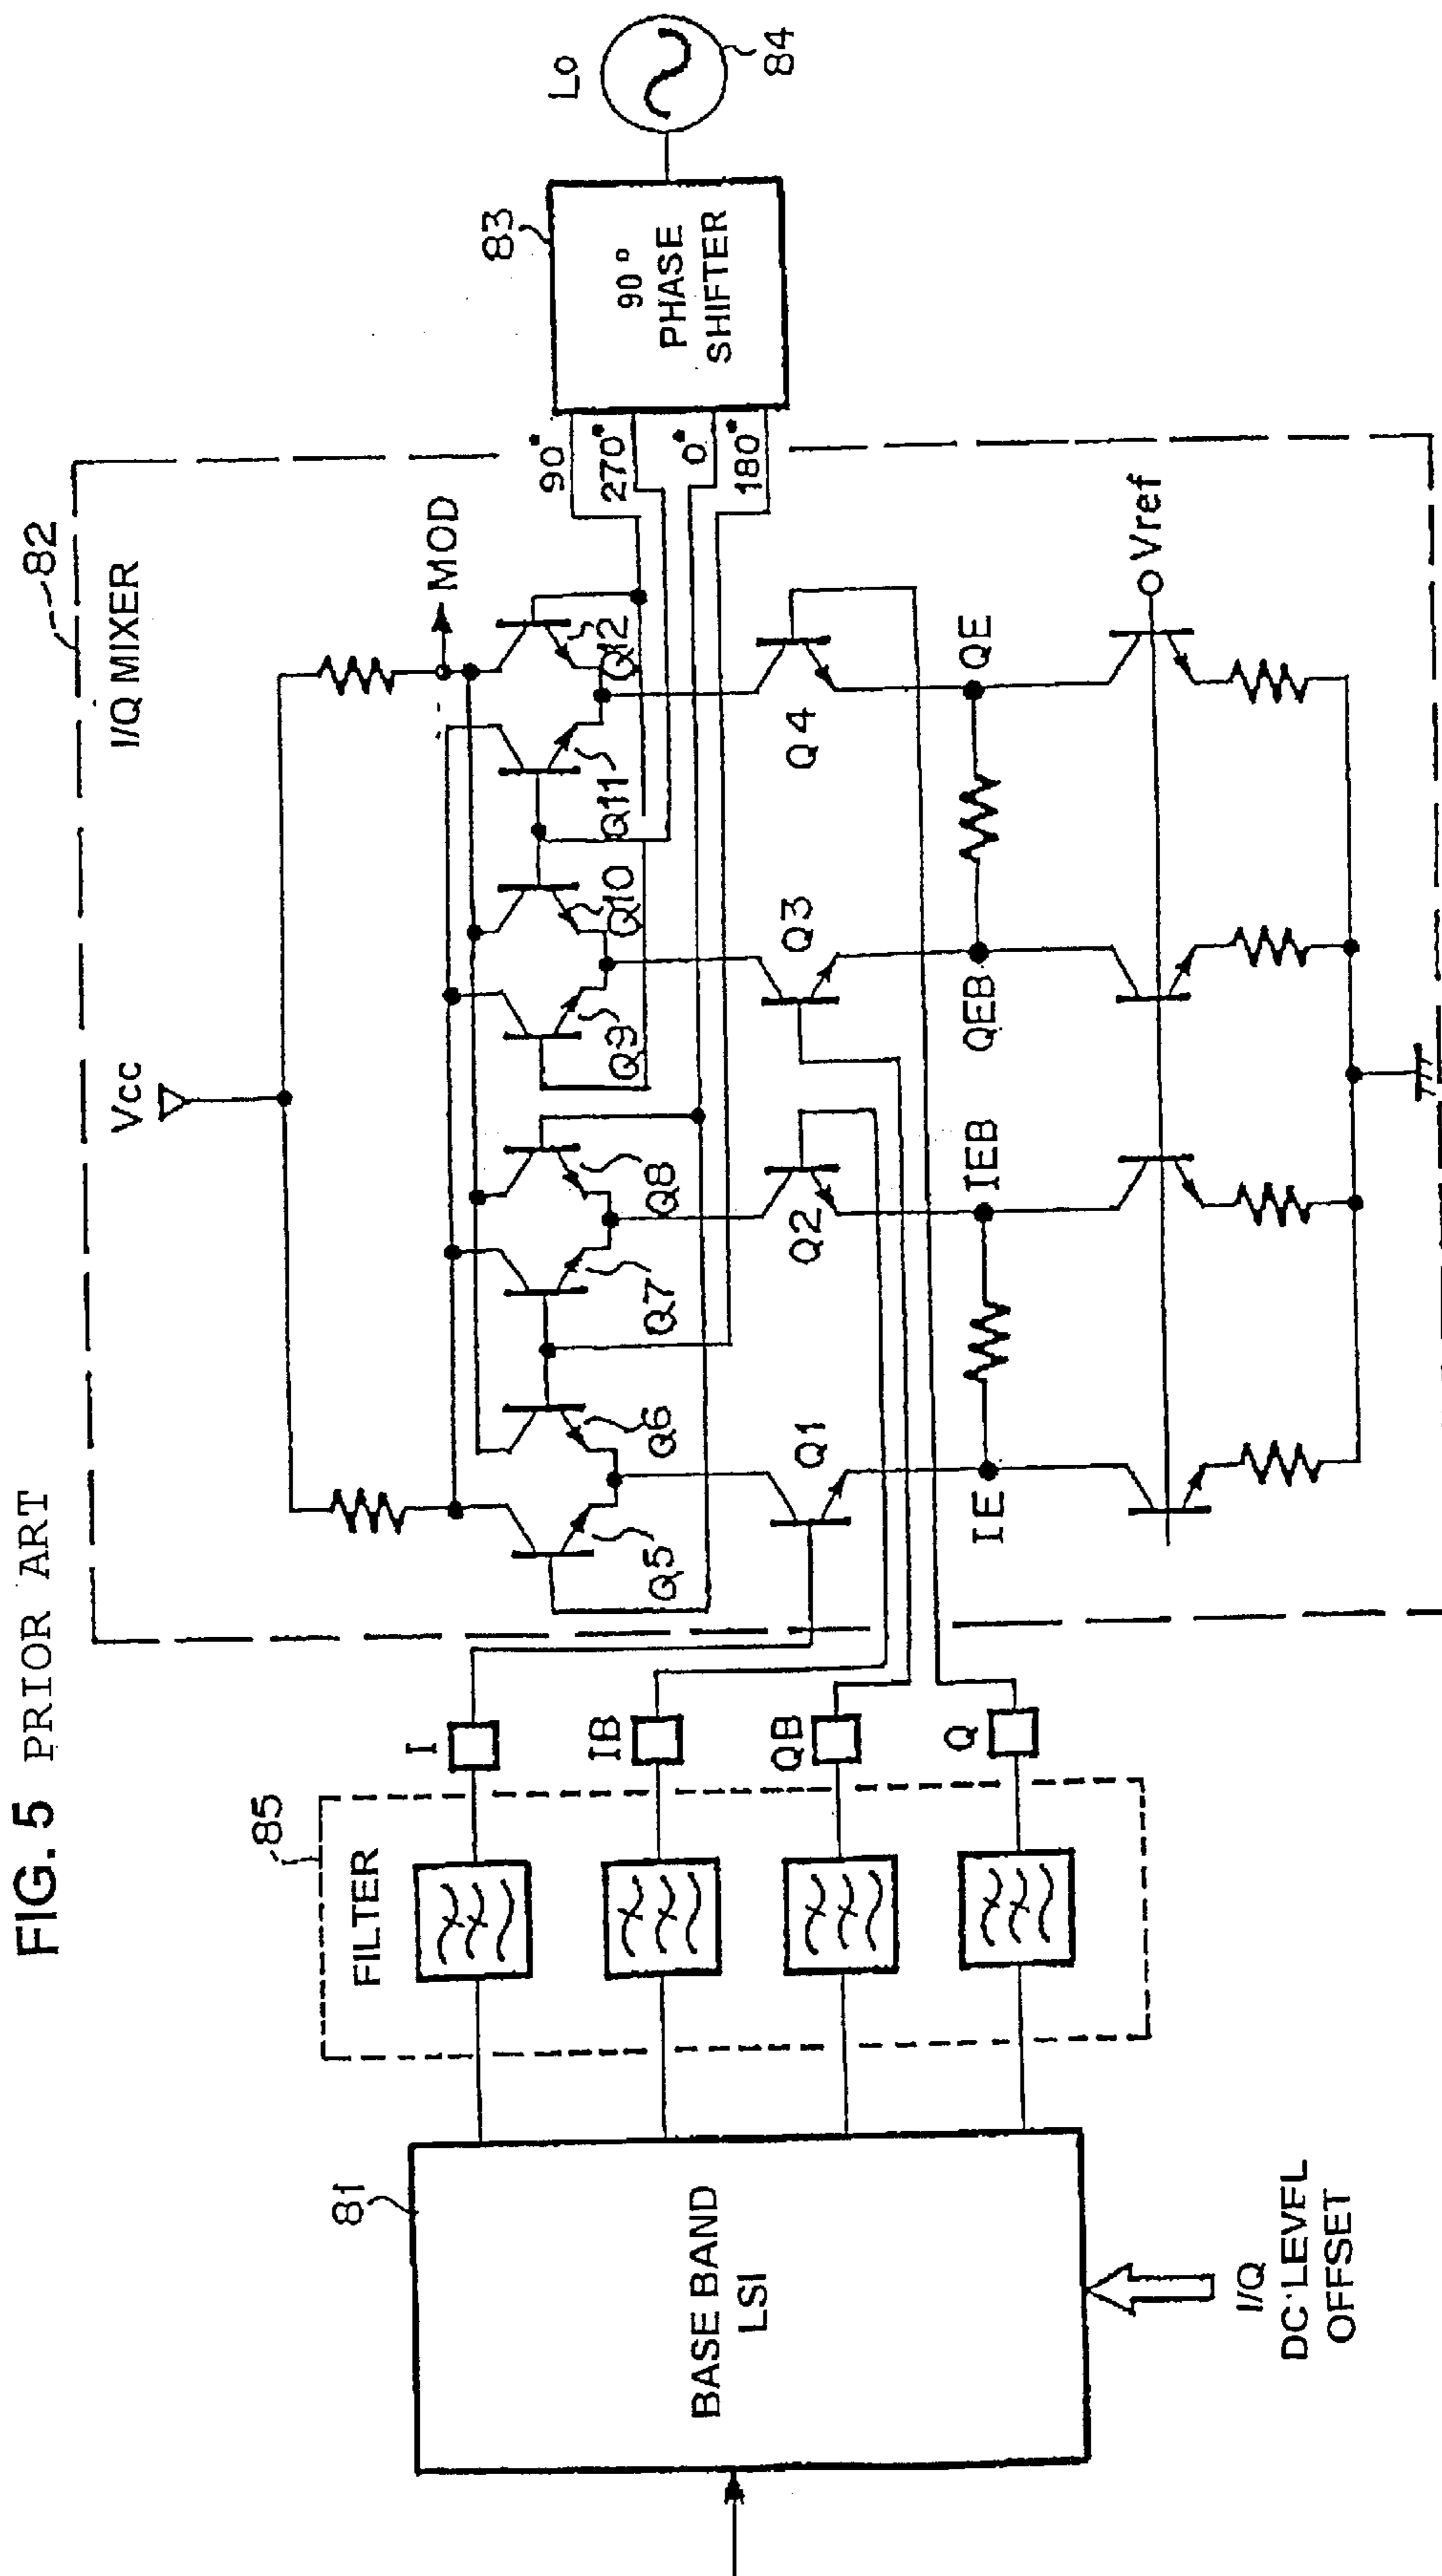 FIG. 5 PRIOR ART
81
BASE BAND
LSI
I/Q
DC LEVEL
OFFSET
85
FILTER
I
IB
QB
Q
82
I/Q MIXER
Vcc
MOD
Q5
Q6
Q7
Q8
Q9
Q10
Q11
Q12
Q1
Q2
Q3
Q4
IE
IEB
QEB
QE
Vref
90°
270°
0°
180°
83
90°
PHASE
SHIFTER
Lo
84